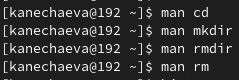 [kanechaeva@192 ~]$ man cd
[kanechaeva@192 ~]$ man mkdir
[kanechaeva@192 ~]$ man rmdir
[kanechaeva@192 ~]$ man rm